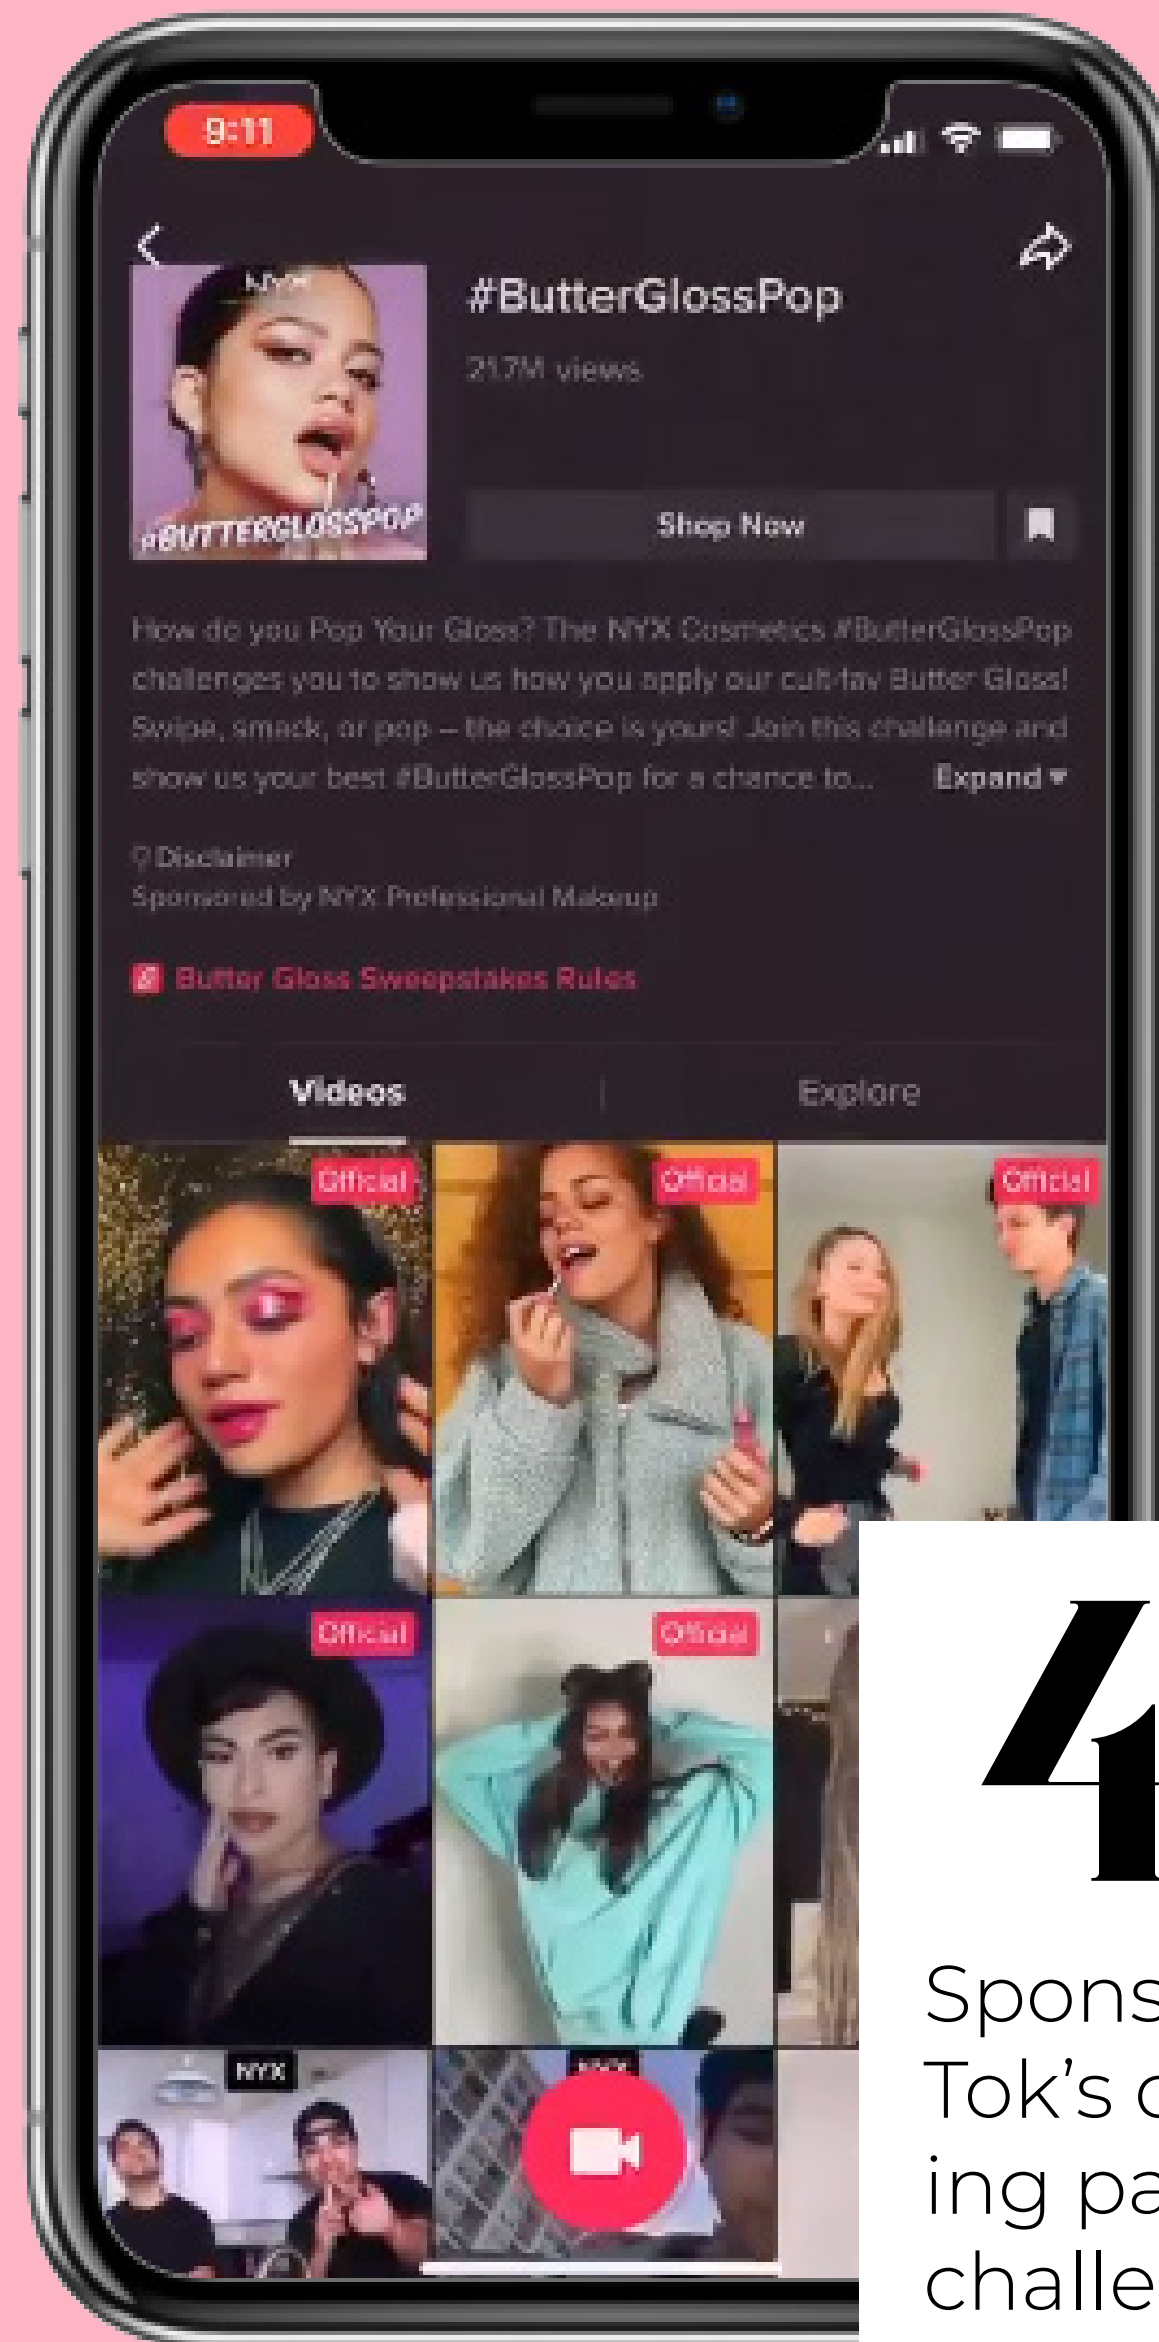 9:11
#ButterGlossPop
217M views
NYX
#BUTTERGLOSSPOP
Shop Now
How do you Pop Your Gloss? The NYX Cosmetics #ButterGlossPop
challenges you to show us how you apply our cult-fav Butter Gloss!
Swipe, smack, or pop – the choice is yours! Join this challenge and
show us your best #ButterGlossPop for a chance to... Expand
Disclaimer
Sponsored by NYX Professional Makeup
Butter Gloss Sweepstakes Rules
Videos Explore
Official Official Official
Official Official
NYX NYX
4
Spons
Tok's
ing pa
challe